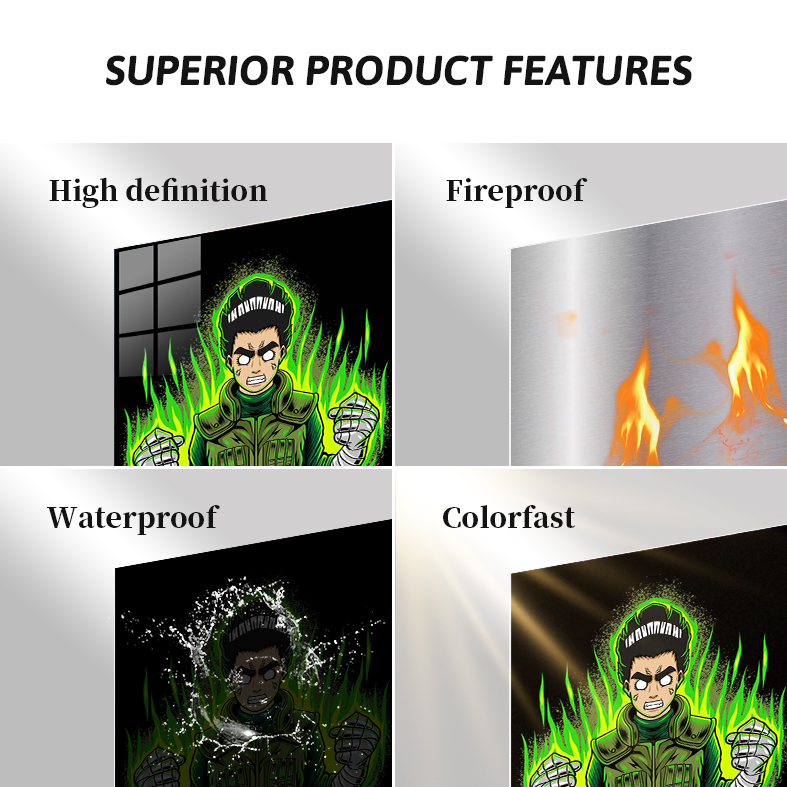 SUPERIOR PRODUCT FEATURES
High definition
Fireproof
Waterproof
Colorfast